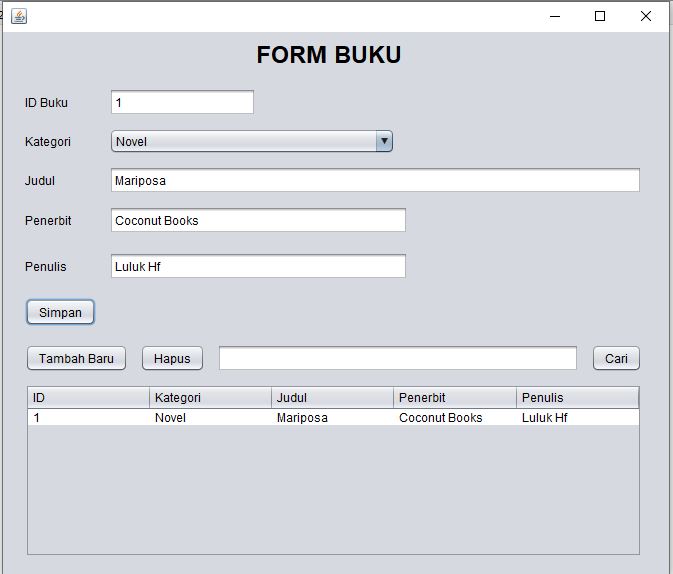 FORM BUKU
ID Buku 1
Kategori Novel
Judul Mariposa
Penerbit Coconut Books
Penulis Luluk Hf
Simpan
Tambah Baru Hapus Cari
ID Kategori Judul Penerbit Penulis
1 Novel Mariposa Coconut Books Luluk Hf